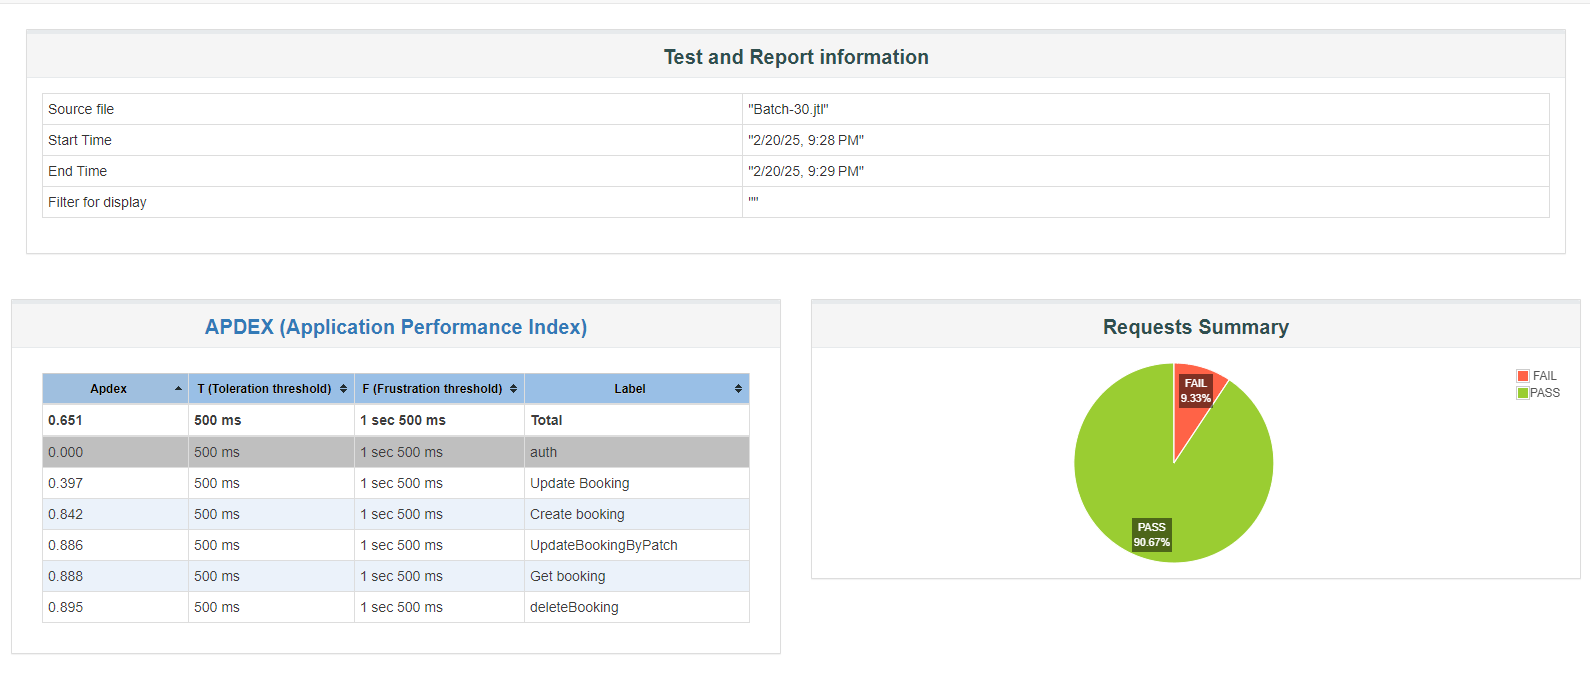 Test and Report information
Source file "Batch-30.jtl"
Start Time "2/20/25, 9:28 PM"
End Time "2/20/25, 9:29 PM"
Filter for display ""
APDEX (Application Performance Index)
Apdex T (Toleration threshold) F (Frustration threshold) Label
0.651 500 ms 1 sec 500 ms Total
0.000 500 ms 1 sec 500 ms auth
0.397 500 ms 1 sec 500 ms Update Booking
0.842 500 ms 1 sec 500 ms Create booking
0.886 500 ms 1 sec 500 ms UpdateBookingByPatch
0.888 500 ms 1 sec 500 ms Get booking
0.895 500 ms 1 sec 500 ms deleteBooking
Requests Summary
FAIL
9.33%
PASS
90.67%
FAIL
PASS